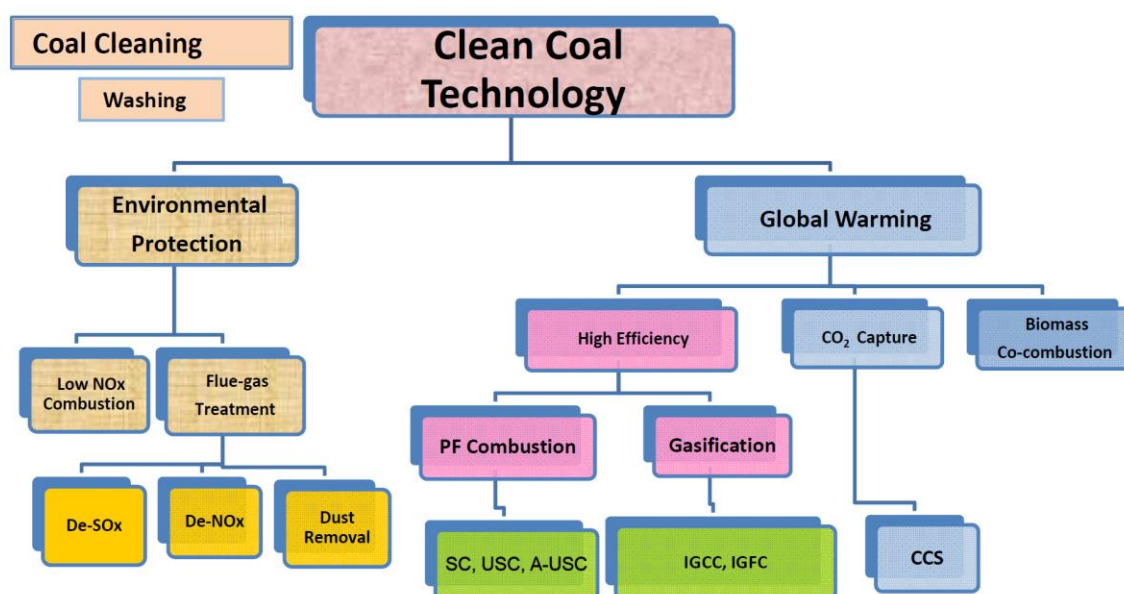 Coal Cleaning
Washing
Clean Coal
Technology
Environmental
Protection
Global Warming
High Efficiency
CO₂ Capture
Biomass
Co-combustion
Low NOx
Combustion
Flue-gas
Treatment
PF Combustion
Gasification
De-SOx
De-NOx
Dust
Removal
SC, USC, A-USC
IGCC, IGFC
CCS